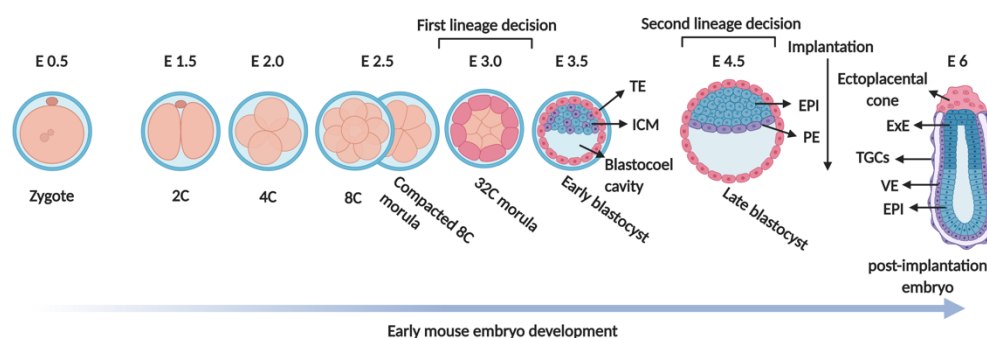 First lineage decision
Second lineage decision
Implantation
E 0.5
E 1.5
E 2.0
E 2.5
E 3.0
E 3.5
E 4.5
E 6
TE
ICM
Blastocoel
cavity
EPI
PE
Ectoplacental
cone
ExE
TGCs
VE
EPI
Zygote
2C
4C
8C
Compacted 8C
morula
32C morula
Early blastocyst
Late blastocyst
post-implantation
embryo
Early mouse embryo development